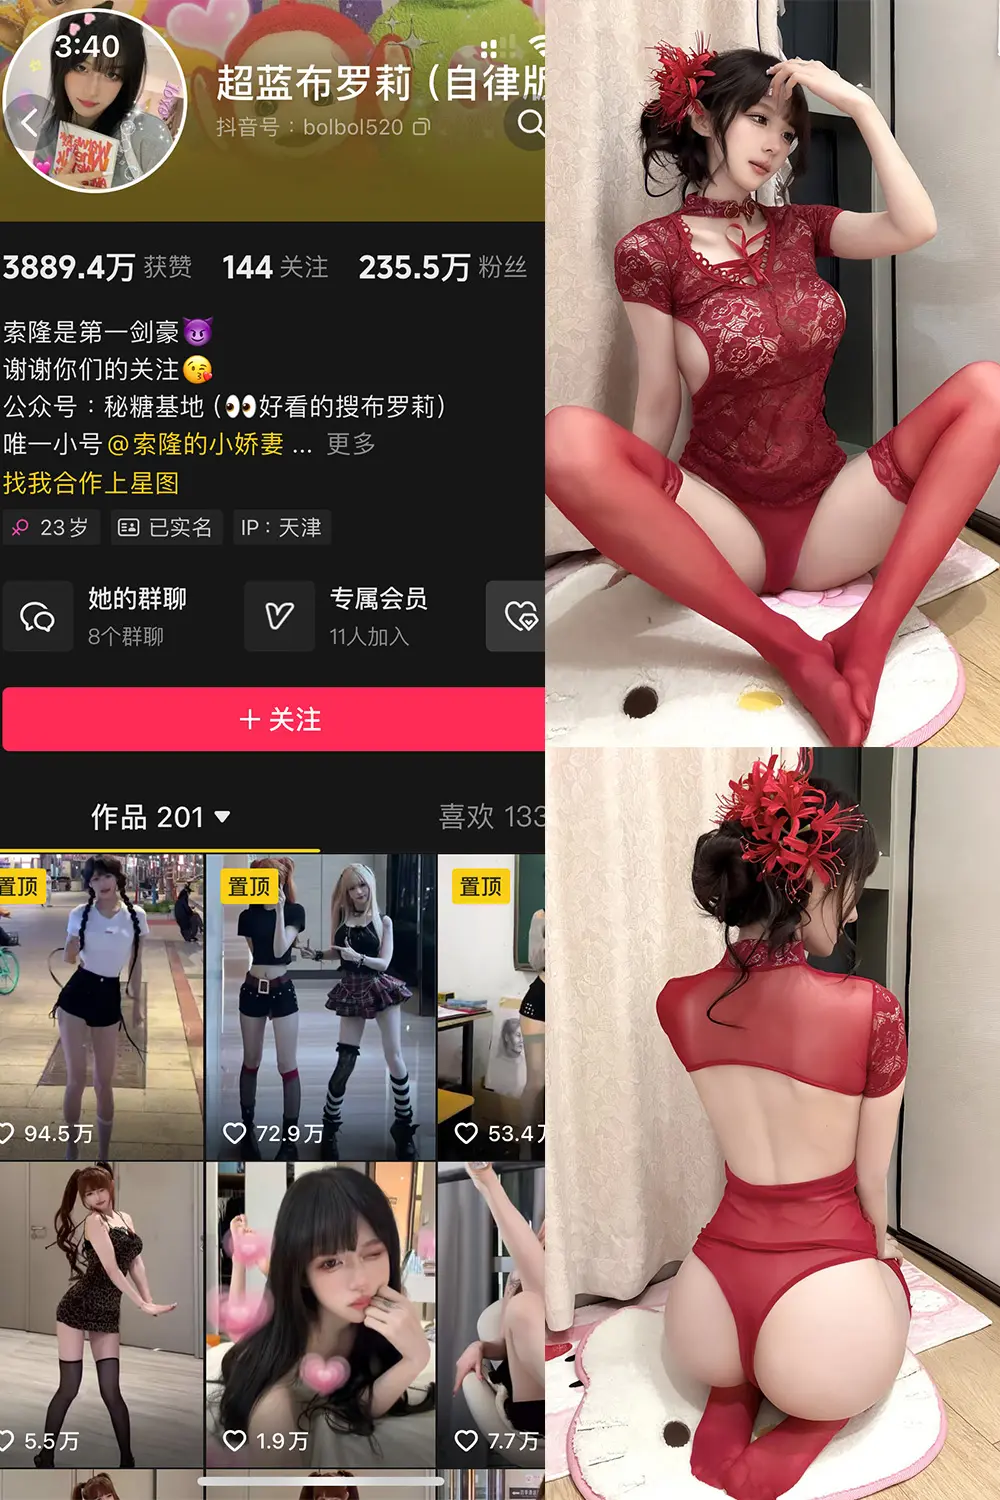 3:40
超蓝布罗莉（自律版
抖音号：bolbol520
3889.4万 获赞 144 关注 235.5万 粉丝
索隆是第一剑豪😈
谢谢你们的关注😘
公众号：秘糖基地（👀好看的搜布罗莉）
唯一小号@索隆的小娇妻 ... 更多
找我合作上星图
23岁 已实名 IP：天津
她的群聊 专属会员
8个群聊 11人加入
＋关注
作品 201 喜欢 133
置顶 置顶 置顶
94.5万 72.9万 53.4万
5.5万 1.9万 7.7万